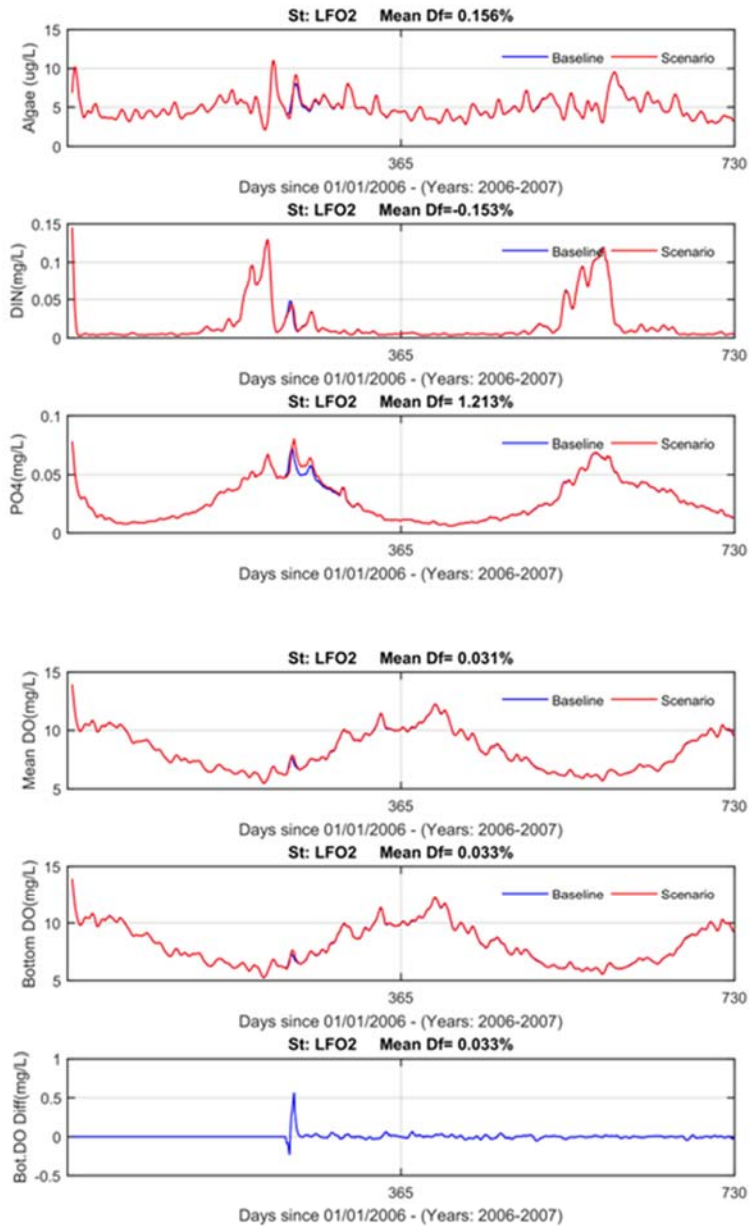 St: LFO2 Mean Df= 0.156%
15
10
5
0
Algae (ug/L)
Baseline Scenario
365 730
Days since 01/01/2006 - (Years: 2006-2007)
St: LFO2 Mean Df=-0.153%
0.15
0.1
0.05
0
DIN(mg/L)
Baseline Scenario
365 730
Days since 01/01/2006 - (Years: 2006-2007)
St: LFO2 Mean Df= 1.213%
0.1
0.05
0
PO4(mg/L)
Baseline Scenario
365 730
Days since 01/01/2006 - (Years: 2006-2007)
St: LFO2 Mean Df= 0.031%
15
10
5
Mean DO(mg/L)
Baseline Scenario
365 730
Days since 01/01/2006 - (Years: 2006-2007)
St: LFO2 Mean Df= 0.033%
15
10
5
Bottom DO(mg/L)
Baseline Scenario
365 730
Days since 01/01/2006 - (Years: 2006-2007)
St: LFO2 Mean Df= 0.033%
1
0.5
0
-0.5
Bot.DO Diff(mg/L)
365 730
Days since 01/01/2006 - (Years: 2006-2007)